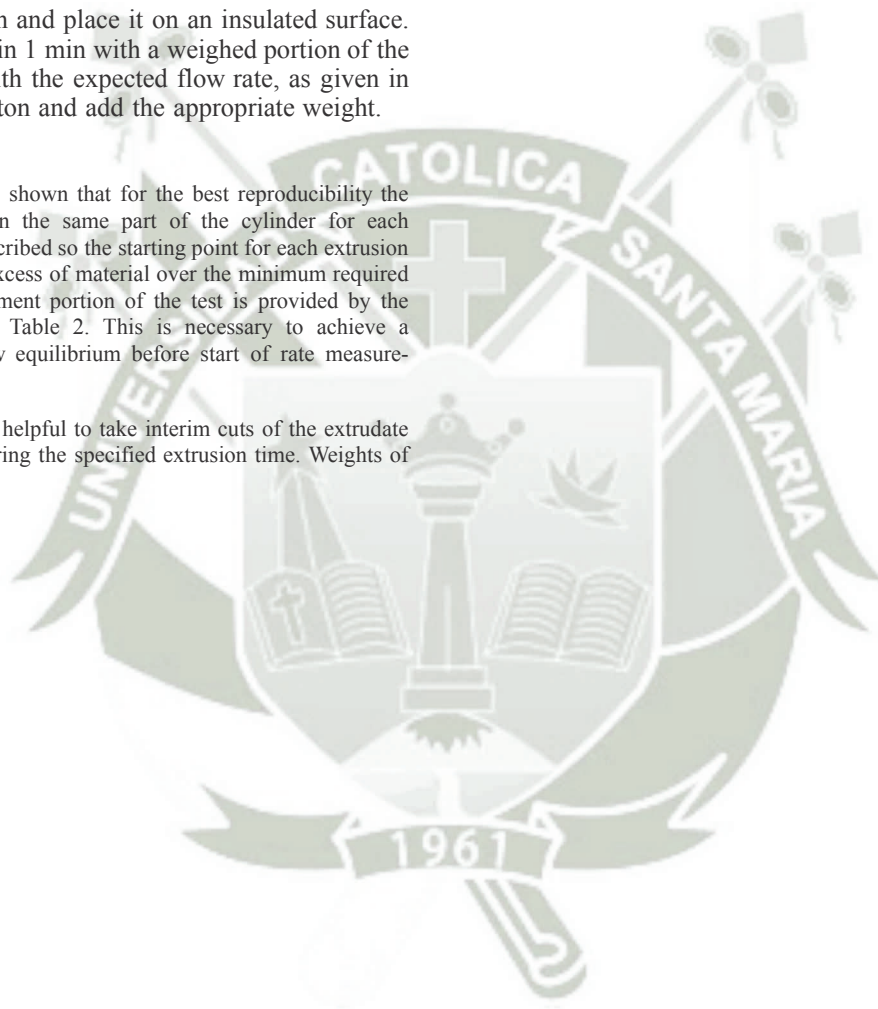 n and place it on an insulated surface.
in 1 min with a weighed portion of the
th the expected flow rate, as given in
ton and add the appropriate weight.
shown that for the best reproducibility the
n the same part of the cylinder for each
cribed so the starting point for each extrusion
xcess of material over the minimum required
ment portion of the test is provided by the
Table 2. This is necessary to achieve a
equilibrium before start of rate measure-
helpful to take interim cuts of the extrudate
ring the specified extrusion time. Weights of
UNIVERSIDAD CATOLICA SANTA MARIA
1961